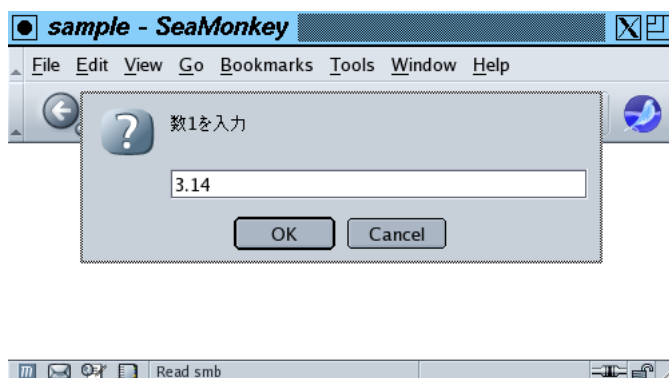 sample - SeaMonkey
File Edit View Go Bookmarks Tools Window Help
数1を入力
3.14
OK Cancel
Read smb